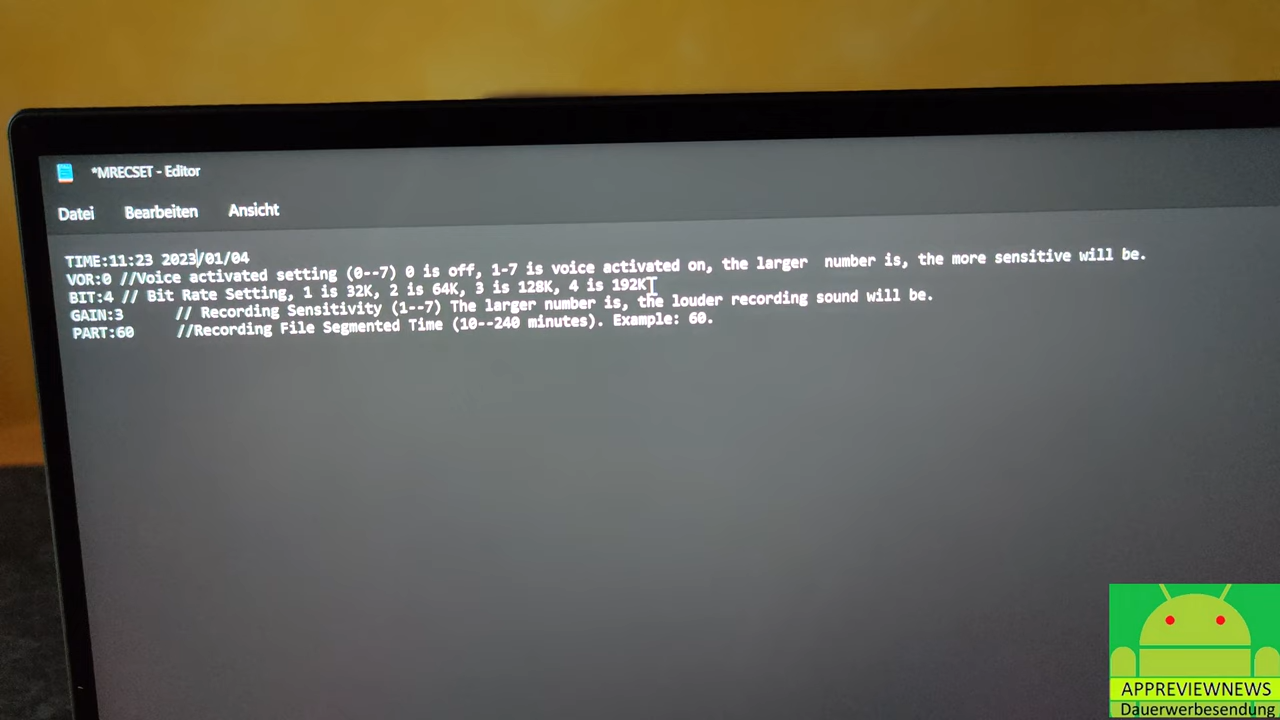 *MRECSET - Editor
Datei Bearbeiten Ansicht
TIME:11:23 2023/01/04
VOR:0 //Voice activated setting (0--7) 0 is off, 1-7 is voice activated on, the larger  number is, the more sensitive will be.
BIT:4 // Bit Rate Setting, 1 is 32K, 2 is 64K, 3 is 128K, 4 is 192K
GAIN:3 // Recording Sensitivity (1--7) The larger number is, the louder recording sound will be.
PART:60 //Recording File Segmented Time (10--240 minutes). Example: 60.
APPREVIEWNEWS
Dauerwerbesendung